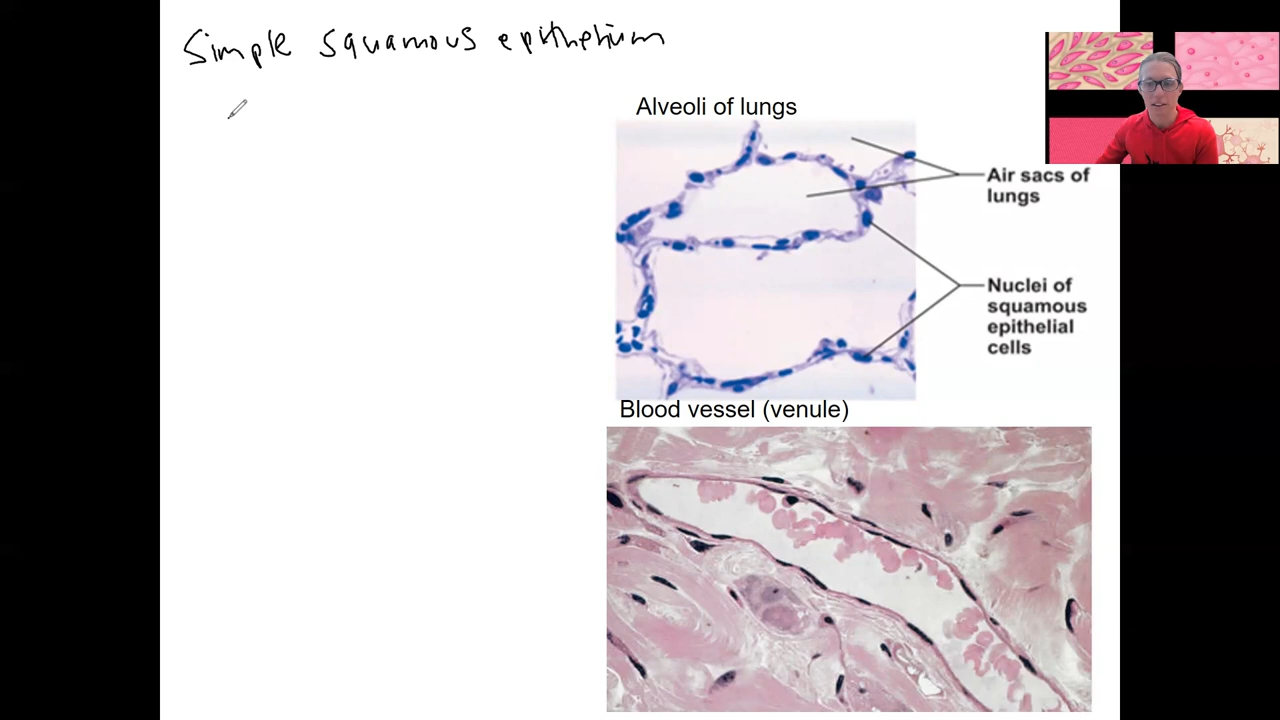 Simple squamous epithelium
Alveoli of lungs
Air sacs of
lungs
Nuclei of
squamous
epithelial
cells
Blood vessel (venule)